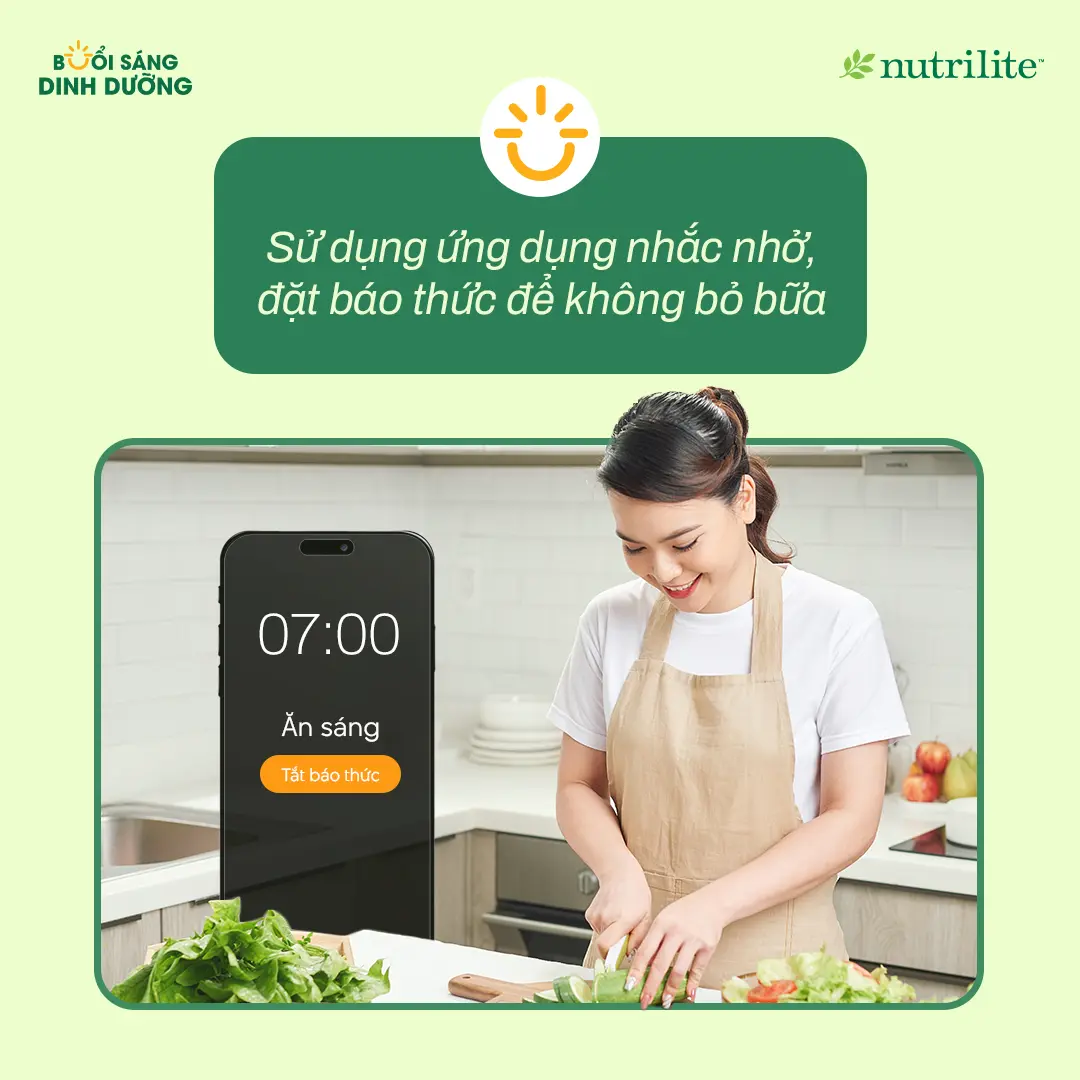 BUỔI SÁNG
DINH DƯỠNG
nutrilite™
Sử dụng ứng dụng nhắc nhở,
đặt báo thức để không bỏ bữa
07:00
Ăn sáng
Tắt báo thức